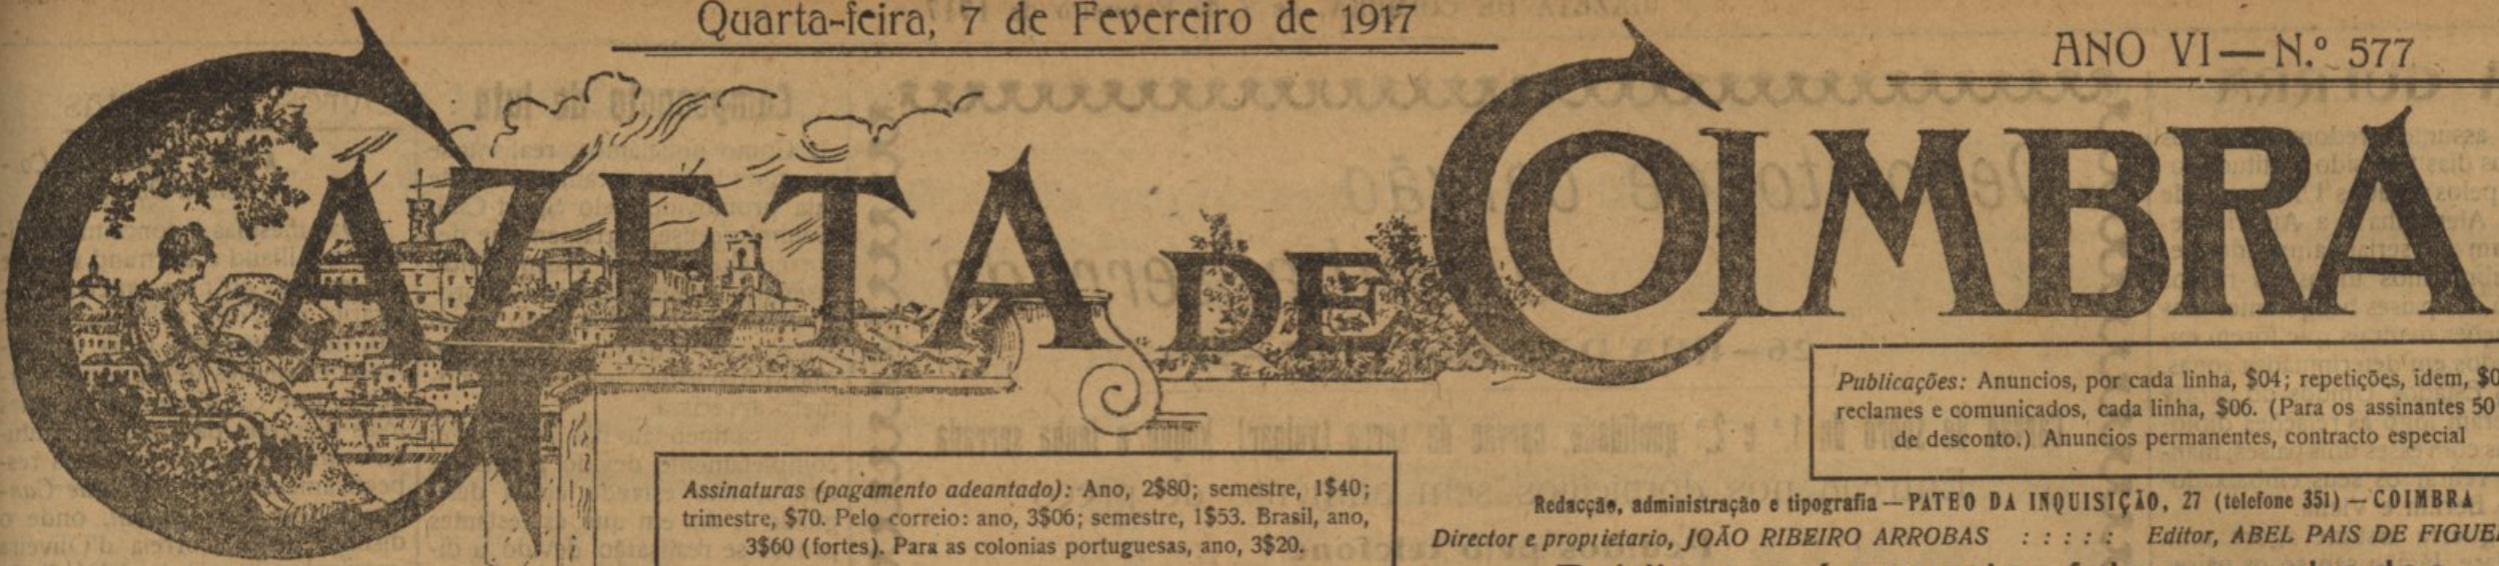 Quarta-feira, 7 de Fevereiro de 1917
ANO VI — N.º 577
GAZETA DE COIMBRA
Publicações: Anuncios, por cada linha, $04; repetições, idem,
reclames e comunicados, cada linha, $06. (Para os assinantes 50
de desconto.) Anuncios permanentes, contracto especial
Assinaturas (pagamento adeantado): Ano, 2$80; semestre, 1$40;
trimestre, $70. Pelo correio: ano, 3$06; semestre, 1$53. Brasil, ano,
3$60 (fortes). Para as colonias portuguesas, ano, 3$20.
Redacção, administração e tipografia — PATEO DA INQUISIÇÃO, 27 (telefone 351) — COIMBRA
Director e proprietario, JOÃO RIBEIRO ARROBAS : : : : : Editor, ABEL PAIS DE